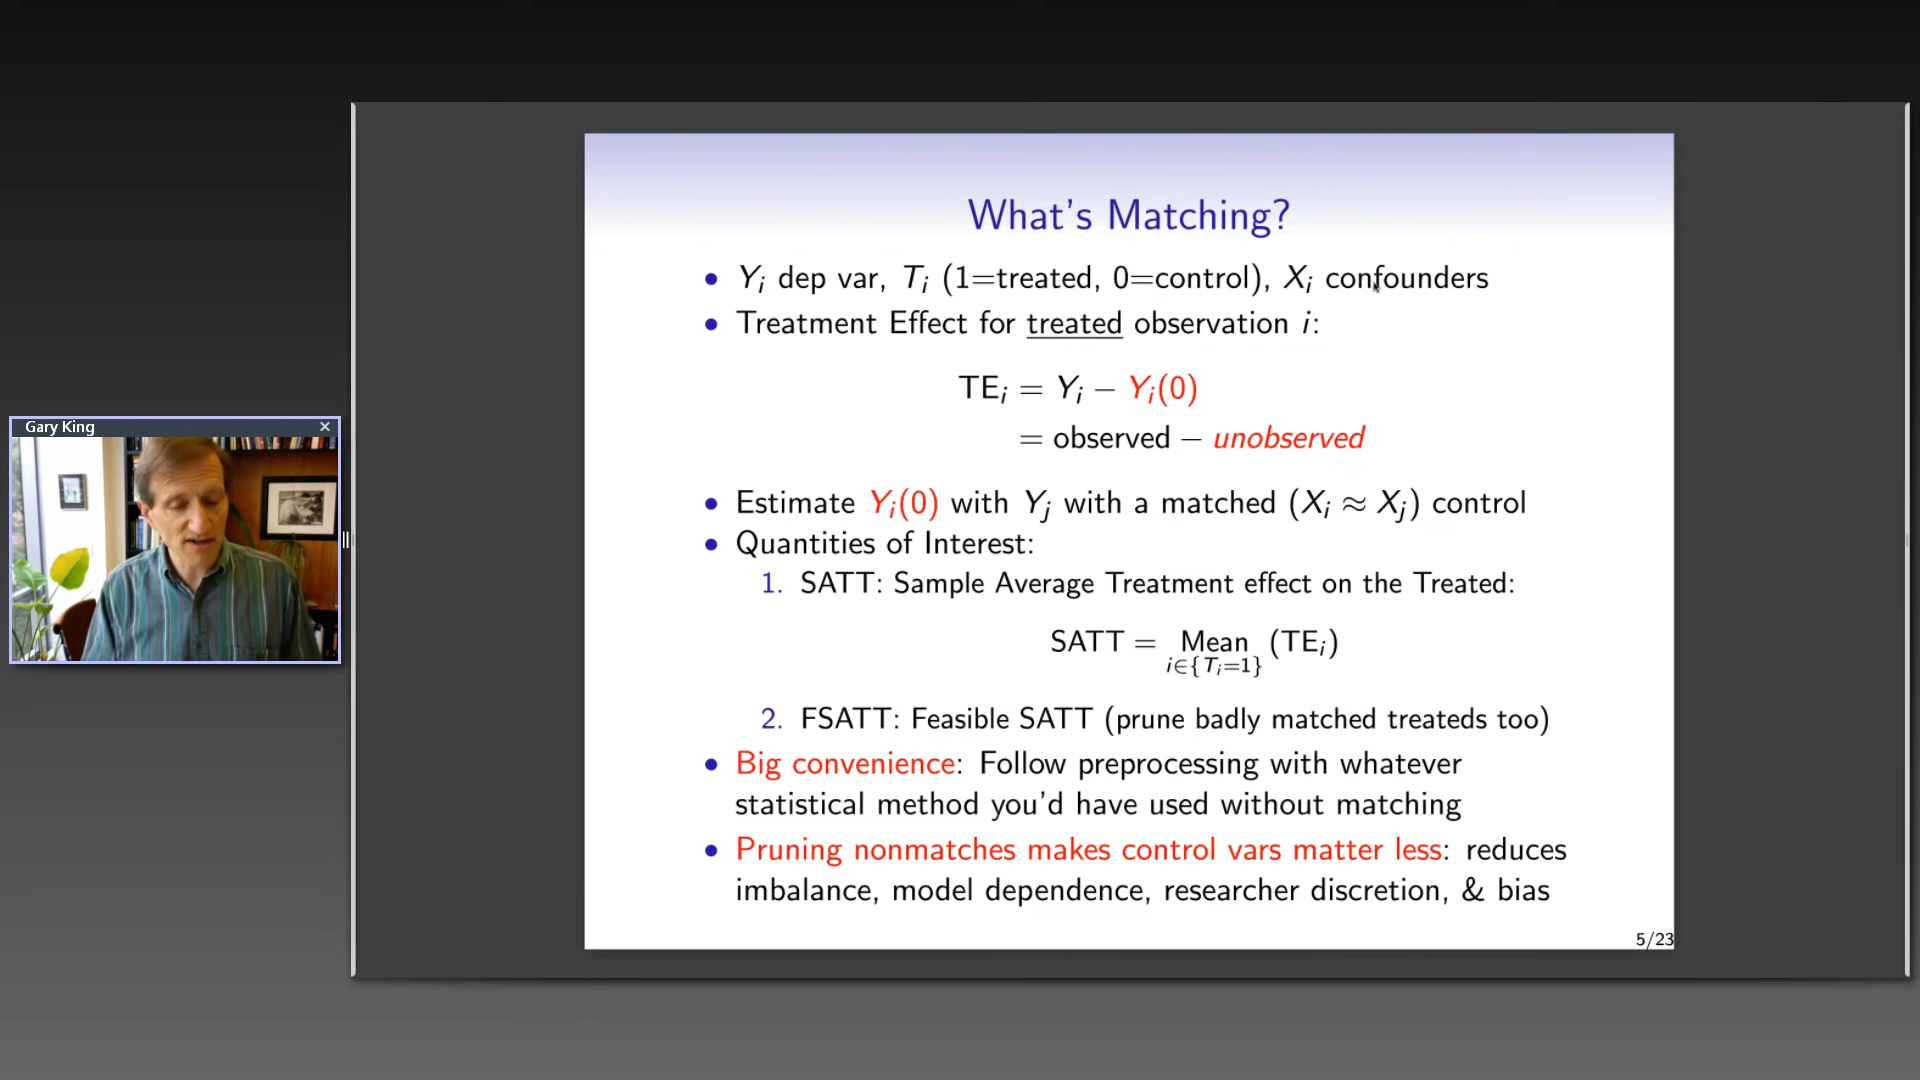 Gary King
What's Matching?
• Yᵢ dep var, Tᵢ (1=treated, 0=control), Xᵢ confounders
• Treatment Effect for treated observation i:
TEᵢ = Yᵢ − Yᵢ(0)
= observed − unobserved
• Estimate Yᵢ(0) with Yⱼ with a matched (Xᵢ ≈ Xⱼ) control
• Quantities of Interest:
1. SATT: Sample Average Treatment effect on the Treated:
SATT = Mean (TEᵢ)
i∈{Tᵢ=1}
2. FSATT: Feasible SATT (prune badly matched treateds too)
• Big convenience: Follow preprocessing with whatever
statistical method you'd have used without matching
• Pruning nonmatches makes control vars matter less: reduces
imbalance, model dependence, researcher discretion, & bias
5/23